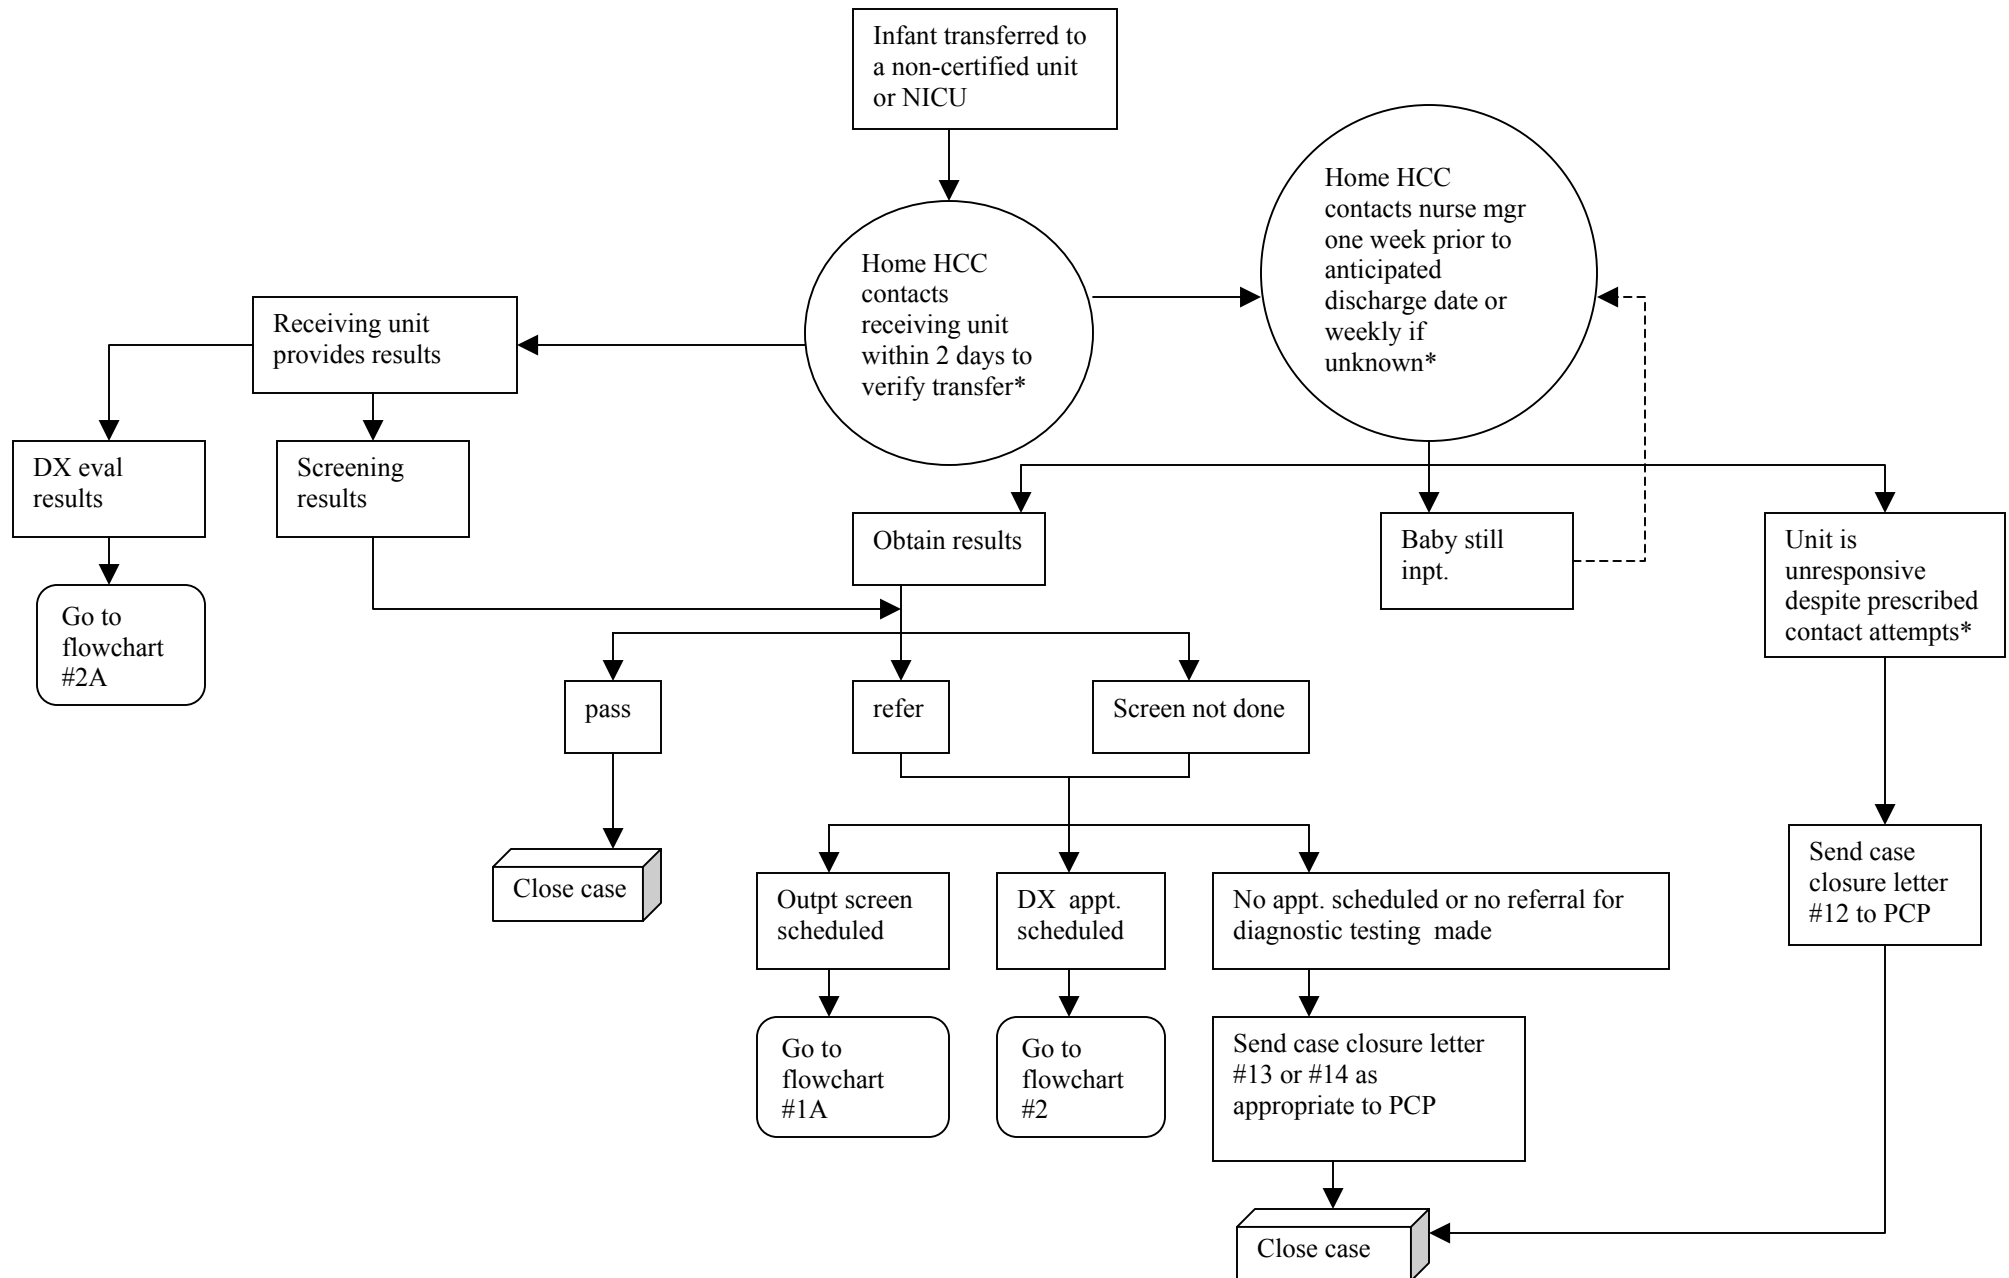 Infant transferred to
a non-certified unit
or NICU
Home HCC
contacts nurse mgr
one week prior to
anticipated
discharge date or
weekly if
unknown*
Home HCC
contacts
receiving unit
within 2 days to
verify transfer*
Receiving unit
provides results
DX eval
results
Screening
results
Obtain results
Baby still
inpt.
Unit is
unresponsive
despite prescribed
contact attempts*
Go to
flowchart
#2A
pass
refer
Screen not done
Close case
Outpt screen
scheduled
DX appt.
scheduled
No appt. scheduled or no referral for
diagnostic testing made
Send case
closure letter
#12 to PCP
Go to
flowchart
#1A
Go to
flowchart
#2
Send case closure letter
#13 or #14 as
appropriate to PCP
Close case